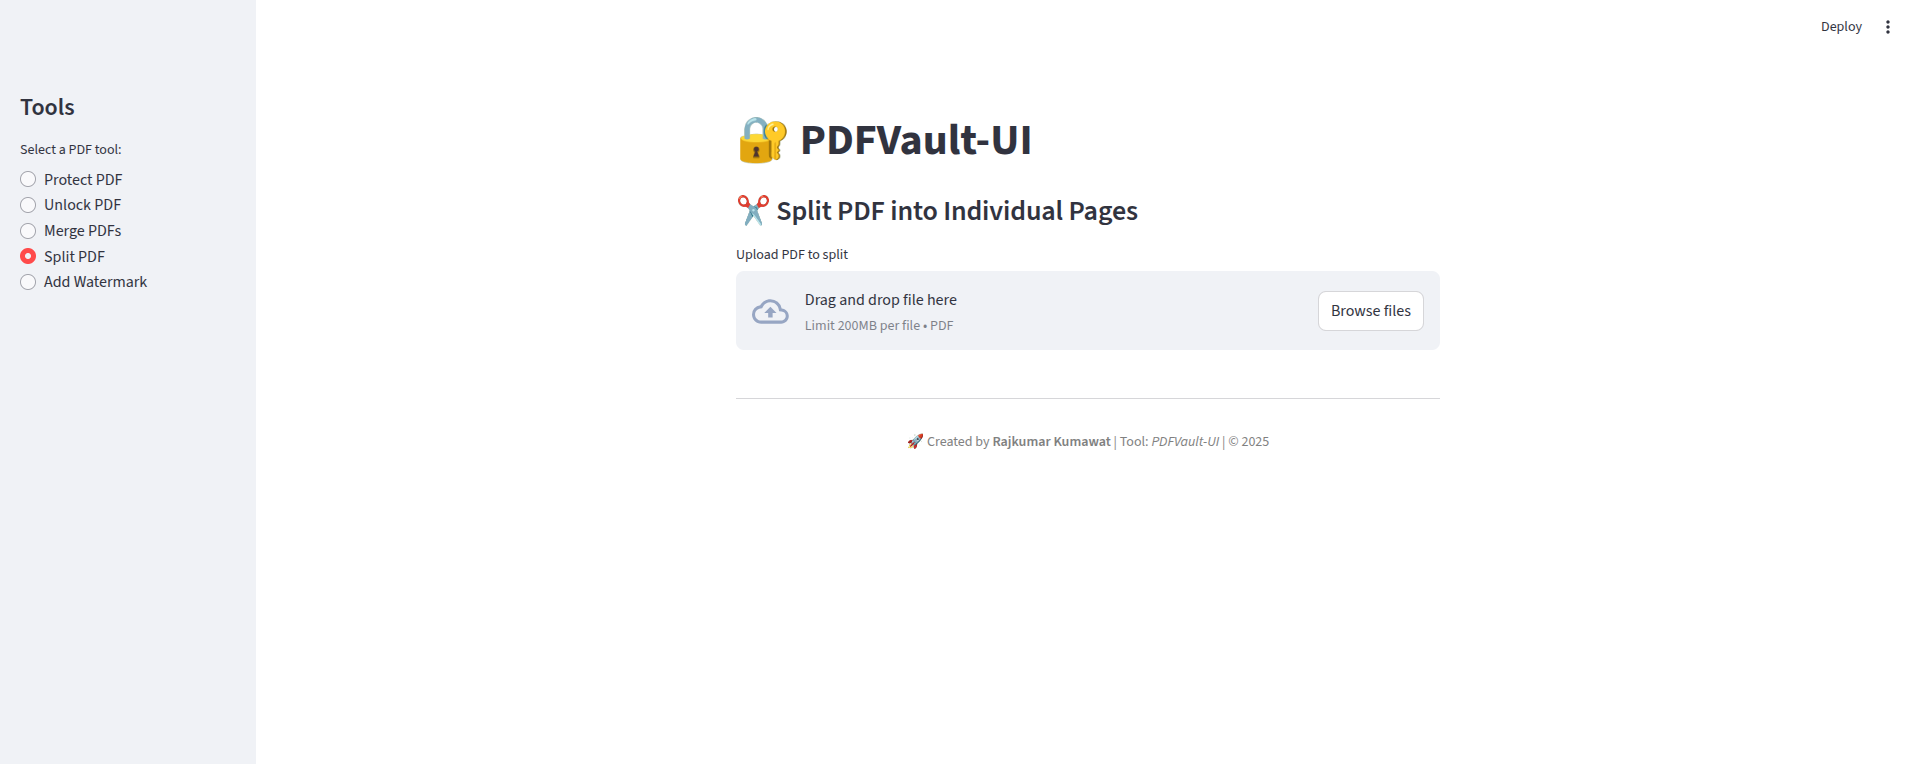 Deploy
Tools
Select a PDF tool:
Protect PDF
Unlock PDF
Merge PDFs
Split PDF
Add Watermark
🔐 PDFVault-UI
✂️ Split PDF into Individual Pages
Upload PDF to split
Drag and drop file here
Limit 200MB per file • PDF
Browse files
🚀 Created by Rajkumar Kumawat | Tool: PDFVault-UI | © 2025